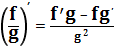 (f/g)′ = (f ′g − fg′)/g²